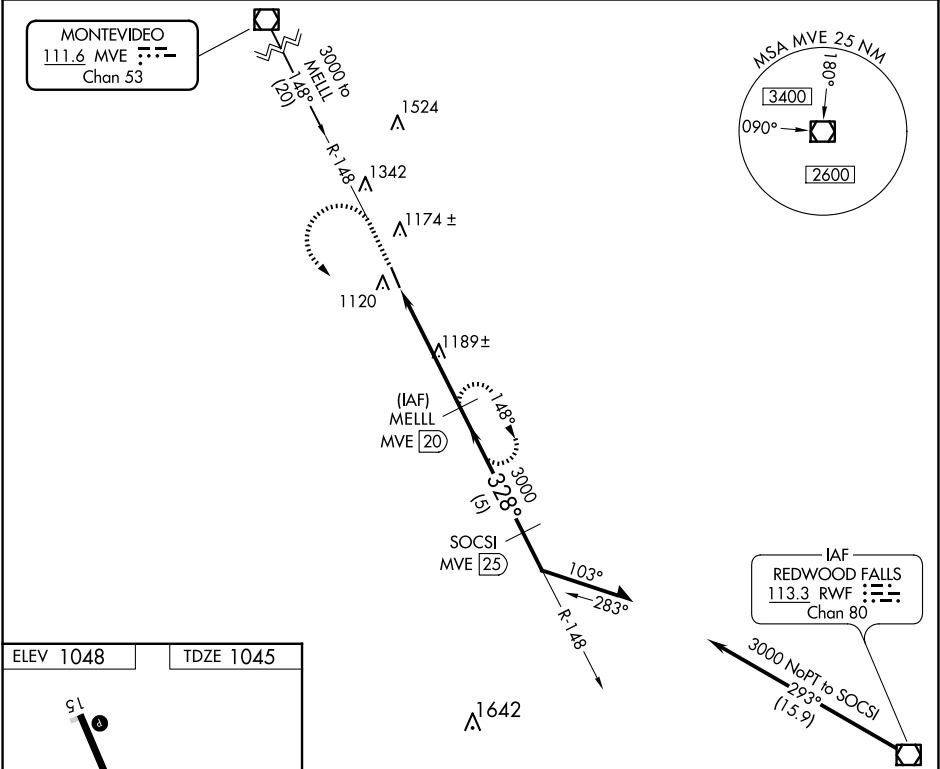 MONTEVIDEO
111.6 MVE
Chan 53
3000 to
MELLL
148°
(20)
R-148
MSA MVE 25 NM
180°
3400
090°
2600
1524
1342
1174 ±
1120
1189±
(IAF)
MELLL
MVE 20
148°
3000
328°
(5)
SOCSI
MVE 25
103°
283°
R-148
IAF
REDWOOD FALLS
113.3 RWF
Chan 80
3000 NoPT to SOCSI
293°
(15.9)
1642
ELEV 1048
TDZE 1045
15
P